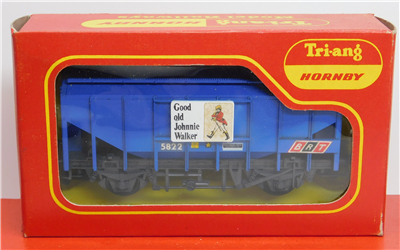 Tri-ang
HORNBY
Good
old
Johnnie
Walker
5822
BRT